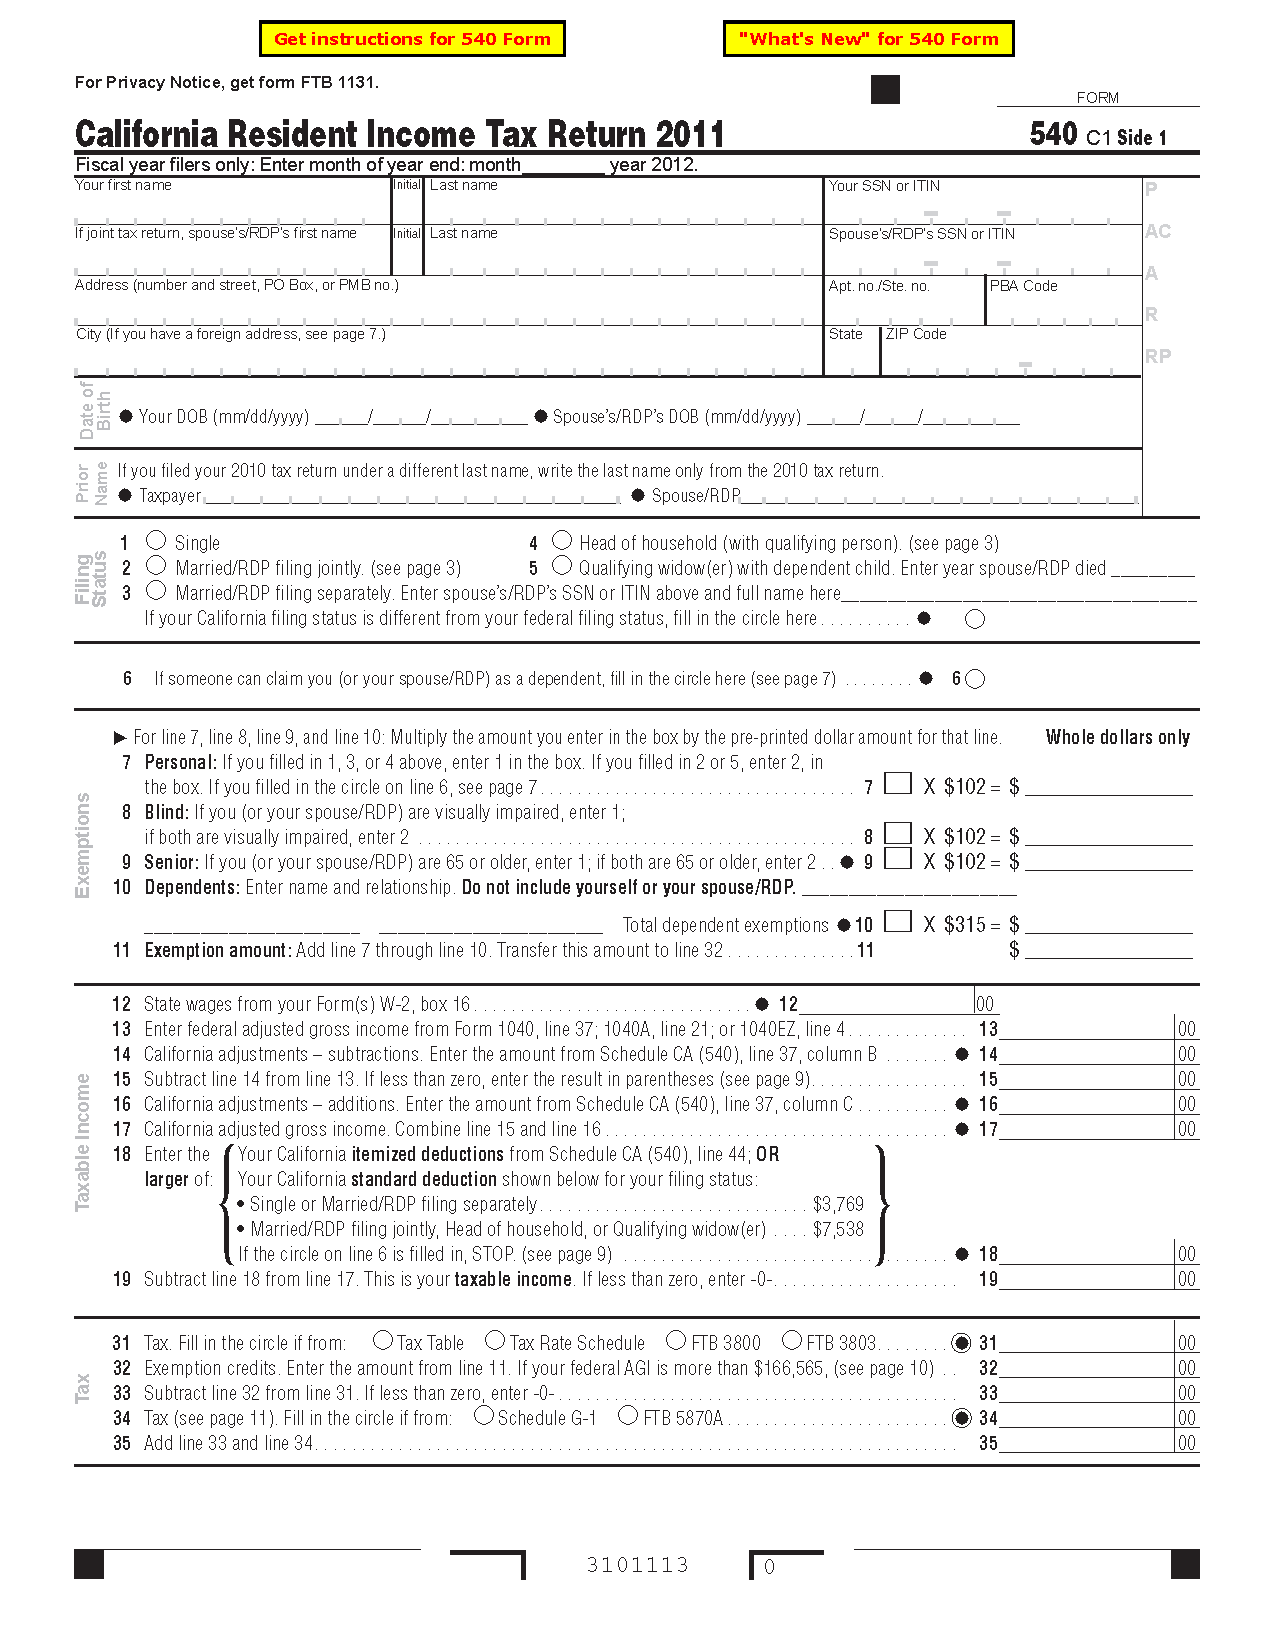 Get instructions for 540 Form
"What's New" for 540 Form
For Privacy Notice, get form FTB 1131.
FORM
California Resident Income Tax Return 2011
540 C1 Side 1
Fiscal year filers only: Enter month of year end: month________ year 2012.
Your first name Initial Last name Your SSN or ITIN
P
If joint tax return, spouse's/RDP's first name Initial Last name Spouse's/RDP's SSN or ITIN
AC
A
Address (number and street, PO Box, or PMB no.) Apt. no./Ste. no. PBA Code
R
City (If you have a foreign address, see page 7.) State ZIP Code
RP
Date of Birth
● Your DOB (mm/dd/yyyy) ______/______/___________ ● Spouse's/RDP's DOB (mm/dd/yyyy) ______/______/___________
Prior Name
If you filed your 2010 tax return under a different last name, write the last name only from the 2010 tax return.
● Taxpayer ● Spouse/RDP
Filing Status
1 Single 4 Head of household (with qualifying person). (see page 3)
2 Married/RDP filing jointly. (see page 3) 5 Qualifying widow(er) with dependent child. Enter year spouse/RDP died _________
3 Married/RDP filing separately. Enter spouse's/RDP's SSN or ITIN above and full name here
If your California filing status is different from your federal filing status, fill in the circle here . . . . . . . . . . ●
6 If someone can claim you (or your spouse/RDP) as a dependent, fill in the circle here (see page 7) . . . . . . . . ● 6
Exemptions
▶ For line 7, line 8, line 9, and line 10: Multiply the amount you enter in the box by the pre-printed dollar amount for that line. Whole dollars only
7 Personal: If you filled in 1, 3, or 4 above, enter 1 in the box. If you filled in 2 or 5, enter 2, in
the box. If you filled in the circle on line 6, see page 7 . . . . . . . . . . 7 X $102 = $
8 Blind: If you (or your spouse/RDP) are visually impaired, enter 1;
if both are visually impaired, enter 2 . . . . . . . . . . 8 X $102 = $
9 Senior: If you (or your spouse/RDP) are 65 or older, enter 1; if both are 65 or older, enter 2 . . ● 9 X $102 = $
10 Dependents: Enter name and relationship. Do not include yourself or your spouse/RDP. ______________________
______________________ ______________________ Total dependent exemptions ● 10 X $315 = $
11 Exemption amount: Add line 7 through line 10. Transfer this amount to line 32 . . . . . . . . . . . . . . 11 $
Taxable Income
12 State wages from your Form(s) W-2, box 16 . . . . . . . . . . ● 12 00
13 Enter federal adjusted gross income from Form 1040, line 37; 1040A, line 21; or 1040EZ, line 4 . . . . . . . . . . . . . 13 00
14 California adjustments – subtractions. Enter the amount from Schedule CA (540), line 37, column B . . . . . . . ● 14 00
15 Subtract line 14 from line 13. If less than zero, enter the result in parentheses (see page 9). . . . . . . . . . . . . . . . . 15 00
16 California adjustments – additions. Enter the amount from Schedule CA (540), line 37, column C . . . . . . . . . . ● 16 00
17 California adjusted gross income. Combine line 15 and line 16 . . . . . . . . . . ● 17 00
18 Enter the Your California itemized deductions from Schedule CA (540), line 44; OR
larger of: Your California standard deduction shown below for your filing status:
• Single or Married/RDP filing separately . . . . . . . . . . $3,769
• Married/RDP filing jointly, Head of household, or Qualifying widow(er) . . . . $7,538
If the circle on line 6 is filled in, STOP. (see page 9) . . . . . . . . . . ● 18 00
19 Subtract line 18 from line 17. This is your taxable income. If less than zero, enter -0-. . . . . . . . . . . . . . . . . . . . 19 00
Tax
31 Tax. Fill in the circle if from: Tax Table Tax Rate Schedule FTB 3800 FTB 3803. . . . . . . . ● 31 00
32 Exemption credits. Enter the amount from line 11. If your federal AGI is more than $166,565, (see page 10) . . 32 00
33 Subtract line 32 from line 31. If less than zero, enter -0- . . . . . . . . . . 33 00
34 Tax (see page 11). Fill in the circle if from: Schedule G-1 FTB 5870A . . . . . . . . . . ● 34 00
35 Add line 33 and line 34. . . . . . . . . . 35 00
3101113 0